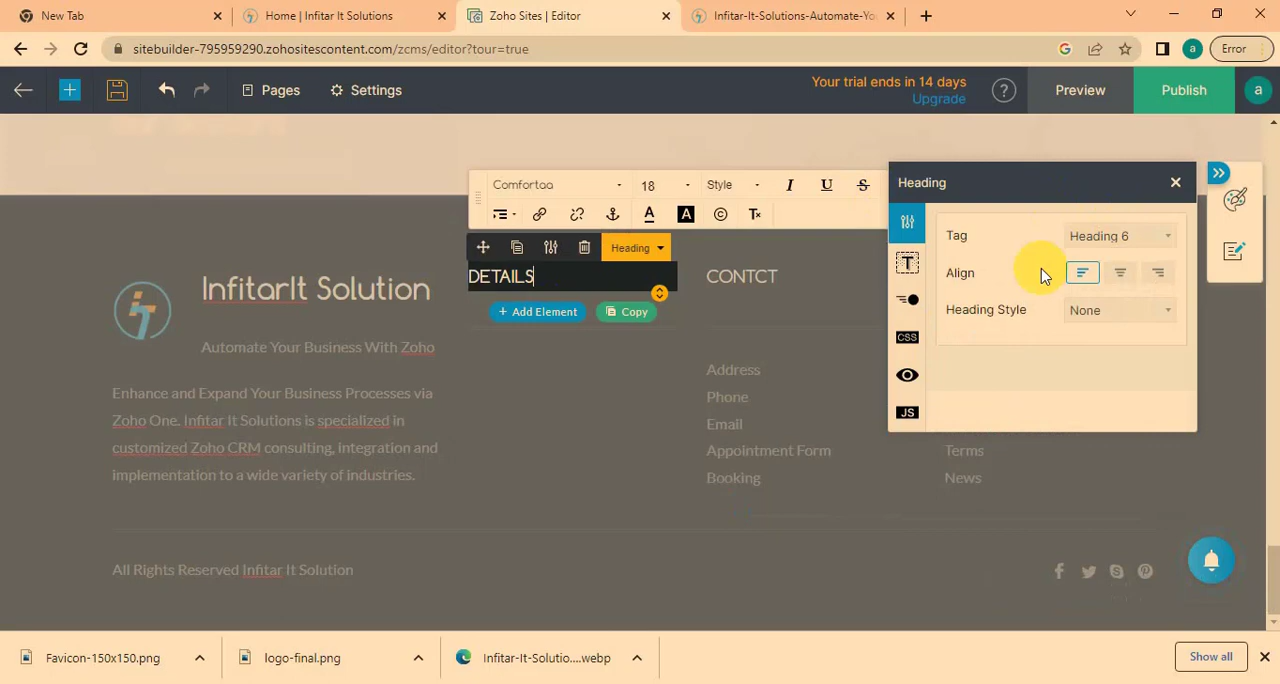 New Tab
Home | Infitar It Solutions
Zoho Sites | Editor
Infitar-It-Solutions-Automate-Yo
sitebuilder-795959290.zohositescontent.com/zcms/editor?tour=true
a
Error
Pages
Settings
Your trial ends in 14 days
Upgrade
?
Preview
Publish
a
Comfortaa
18
Style
I
U
S
Heading
A
A
T
Heading
DETAILS
Add Element
Copy
Tag
Heading 6
Align
Heading Style
None
T
CSS
JS
InfitarIt Solution
Automate Your Business With Zoho
Enhance and Expand Your Business Processes via
Zoho One. Infitar It Solutions is specialized in
customized Zoho CRM consulting, Integration and
implementation to a wide variety of industries.
CONTCT
Address
Phone
Email
Appointment Form
Booking
Terms
News
All Rights Reserved Infitar It Solution
Favicon-150x150.png
logo-final.png
Infitar-It-Solutio....webp
Show all